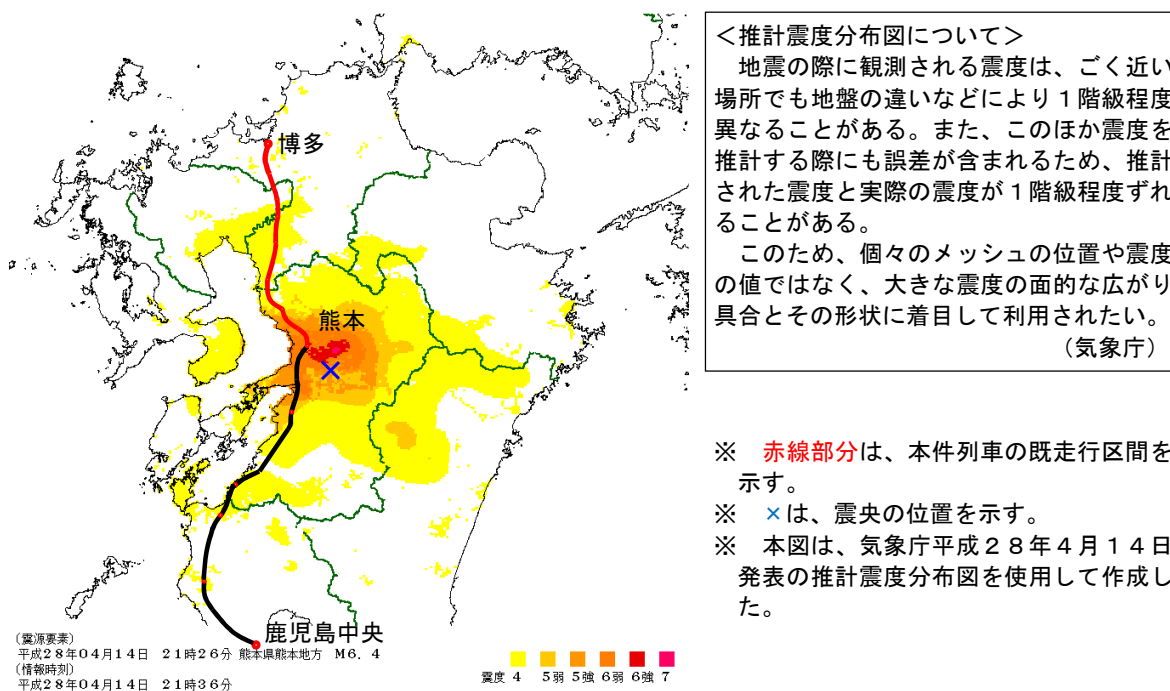 博多
熊本
鹿児島中央
(震源要素)
平成28年04月14日 21時26分 熊本県熊本地方 M6.4
(情報時刻)
平成28年04月14日 21時36分
震度 4 5弱 5強 6弱 6強 7
<推計震度分布図について>
 地震の際に観測される震度は、ごく近い
場所でも地盤の違いなどにより1階級程度
異なることがある。また、このほか震度を
推計する際にも誤差が含まれるため、推計
された震度と実際の震度が1階級程度ずれ
ることがある。
 このため、個々のメッシュの位置や震度
の値ではなく、大きな震度の面的な広がり
具合とその形状に着目して利用されたい。
(気象庁)
※ 赤線部分は、本件列車の既走行区間を
示す。
※ ×は、震央の位置を示す。
※ 本図は、気象庁平成28年4月14日
発表の推計震度分布図を使用して作成し
た。